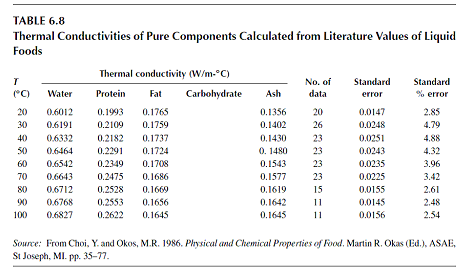 TABLE 6.8
Thermal Conductivities of Pure Components Calculated from Literature Values of Liquid
Foods
Thermal conductivity (W/m-°C) No. of Standard Standard
T
(°C) Water Protein Fat Carbohydrate Ash data error % error
20 0.6012 0.1993 0.1765 0.1356 20 0.0147 2.85
30 0.6191 0.2109 0.1759 0.1402 26 0.0248 4.79
40 0.6332 0.2182 0.1737 0.1430 23 0.0251 4.88
50 0.6464 0.2291 0.1724 0. 1480 23 0.0243 4.32
60 0.6542 0.2349 0.1708 0.1543 23 0.0235 3.96
70 0.6643 0.2475 0.1686 0.1577 23 0.0225 3.42
80 0.6712 0.2528 0.1669 0.1619 15 0.0155 2.61
90 0.6768 0.2553 0.1656 0.1642 11 0.0145 2.48
100 0.6827 0.2622 0.1645 0.1645 11 0.0156 2.54
Source: From Choi, Y. and Okos, M.R. 1986. Physical and Chemical Properties of Food. Martin R. Okas (Ed.), ASAE,
St Joseph, MI. pp. 35–77.